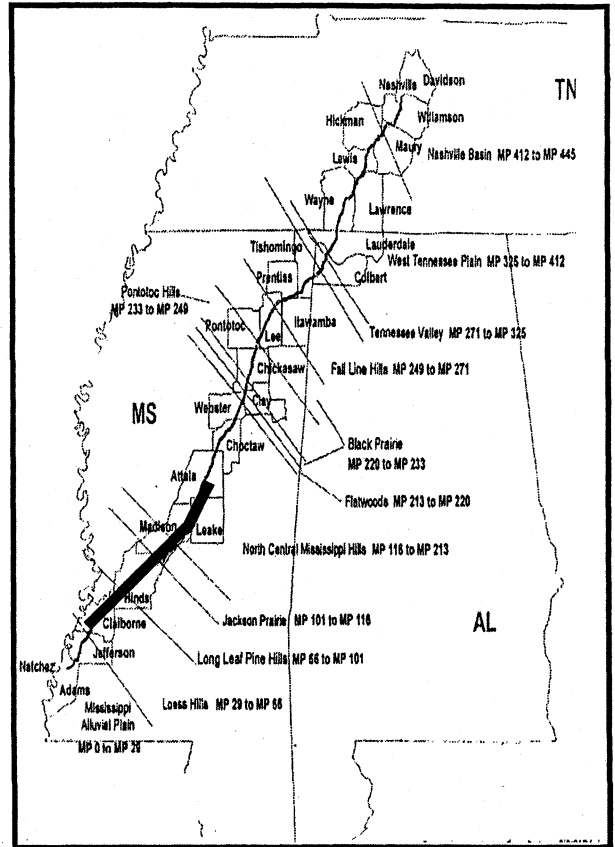 Nashville
Davidson
TN
Hickman
Williamson
Maury
Nashville Basin MP 412 to MP 445
Lewis
Wayne
Lawrence
Tishomingo
Lauderdale
West Tennessee Plain MP 325 to MP 412
Colbert
Prentiss
Pontotoc Hills
MP 233 to MP 249
Itawamba
Pontotoc
Lee
Tennessee Valley MP 271 to MP 325
Chickasaw
Fall Line Hills MP 249 to MP 271
MS
Webster
Clay
Choctaw
Black Prairie
MP 220 to MP 233
Attala
Flatwoods MP 213 to MP 220
Madison
Leake
North Central Mississippi Hills MP 116 to MP 213
Hinds
Jackson Prairie MP 101 to MP 116
AL
Claiborne
Jefferson
Long Leaf Pine Hills MP 66 to MP 101
Natchez
Adams
Loess Hills MP 29 to MP 66
Mississippi
Alluvial Plain
MP 0 to MP 29